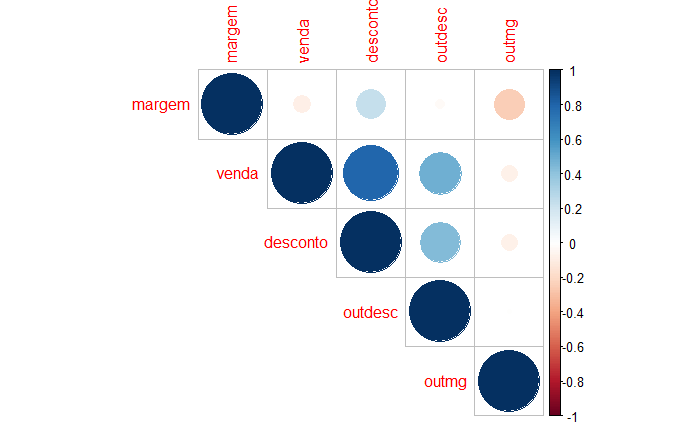 margem
venda
desconto
outdesc
outmg
margem
venda
desconto
outdesc
outmg
1
0.8
0.6
0.4
0.2
0
-0.2
-0.4
-0.6
-0.8
-1